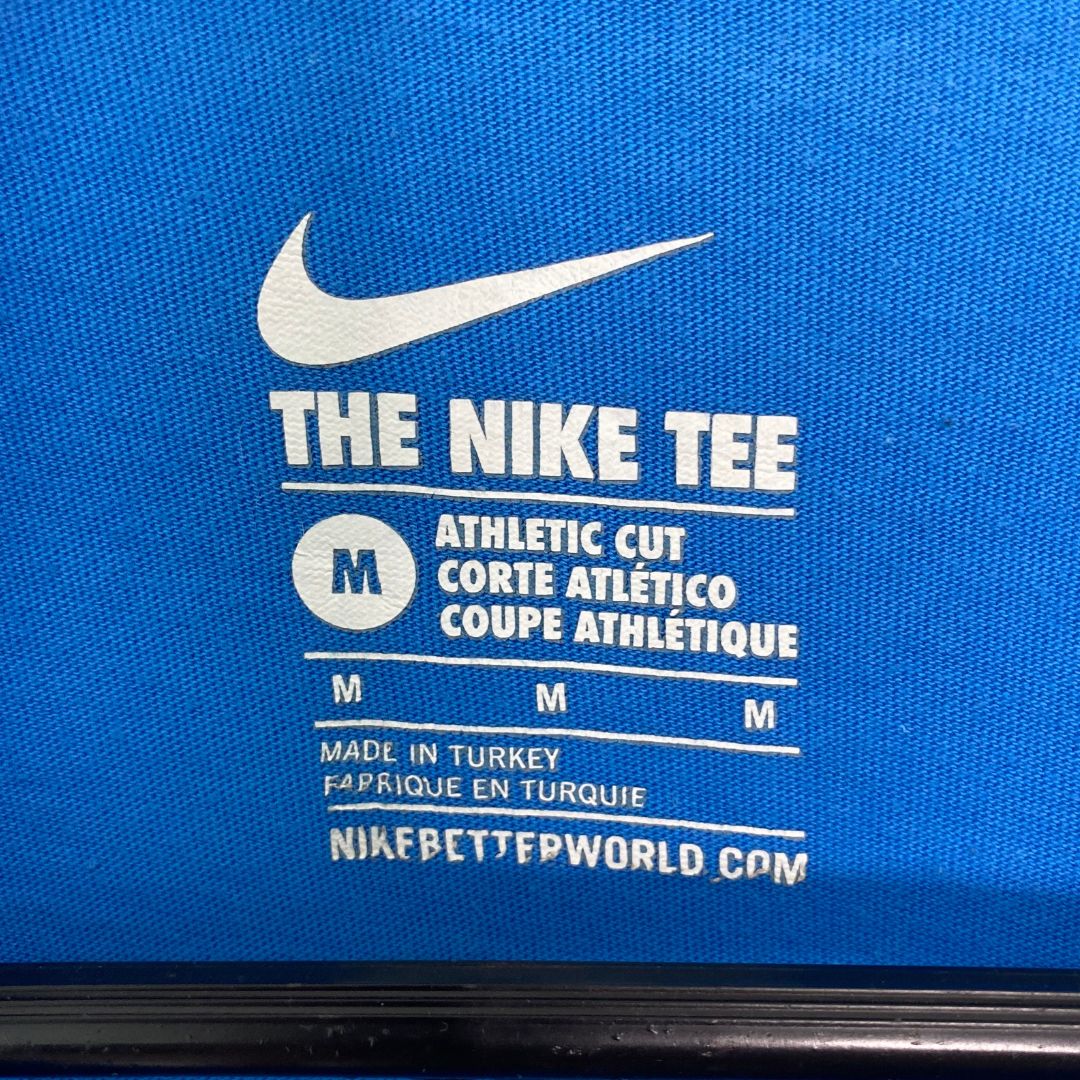 THE NIKE TEE
M
ATHLETIC CUT
CORTE ATLÉTICO
COUPE ATHLÉTIQUE
M M M
MADE IN TURKEY
FABRIQUE EN TURQUIE
NIKEBETTERWORLD.COM